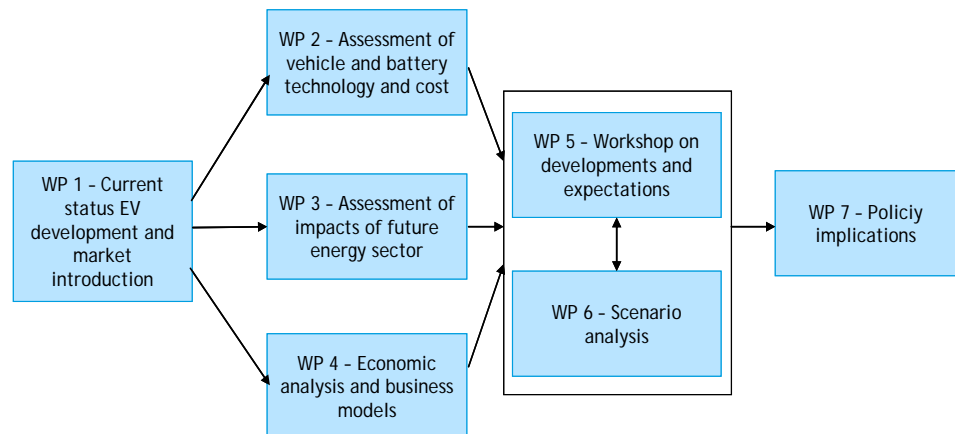 WP 1 – Current
status EV
development and
market
introduction
WP 2 – Assessment of
vehicle and battery
technology and cost
WP 3 – Assessment of
impacts of future
energy sector
WP 4 – Economic
analysis and business
models
WP 5 – Workshop on
developments and
expectations
WP 6 – Scenario
analysis
WP 7 – Policiy
implications